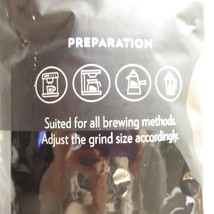 PREPARATION
Suited for all brewing methods.
Adjust the grind size accordingly.